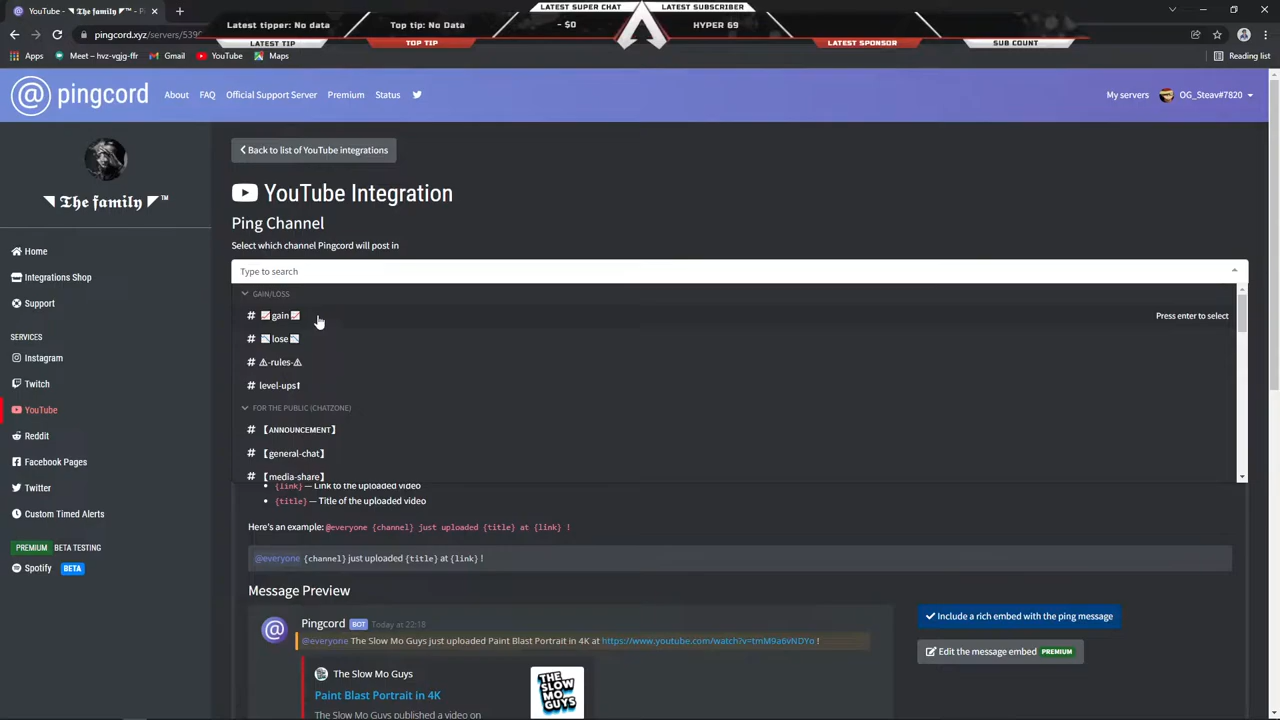 YouTube - ◥ 𝕿𝖍𝖊 𝖋𝖆𝖒𝖎𝖑𝖞 ◤™ - Pi
Latest tipper: No data
Top tip: No Data
LATEST SUPER CHAT
- $0
LATEST SUBSCRIBER
HYPER 69
LATEST TIP
TOP TIP
LATEST SPONSOR
SUB COUNT
pingcord.xyz/servers/539
Apps
Meet – hvz-vgjg-ffr
Gmail
YouTube
Maps
Reading list
@ pingcord
About
FAQ
Official Support Server
Premium
Status
My servers
OG_Steav#7820
◥ 𝕿𝖍𝖊 𝖋𝖆𝖒𝖎𝖑𝖞 ◤™
Home
Integrations Shop
Support
SERVICES
Instagram
Twitch
YouTube
Reddit
Facebook Pages
Twitter
Custom Timed Alerts
PREMIUM BETA TESTING
Spotify BETA
Back to list of YouTube integrations
YouTube Integration
Ping Channel
Select which channel Pingcord will post in
Type to search
GAIN/LOSS
# 📈gain📈
Press enter to select
# 📉lose📉
# ⚠-rules-⚠
# level-ups⬆
FOR THE PUBLIC (CHATZONE)
# 【ᴀɴɴᴏᴜɴᴄᴇᴍᴇɴᴛ】
# 【general-chat】
# 【media-share】
{link} — Link to the uploaded video
{title} — Title of the uploaded video
Here's an example: @everyone {channel} just uploaded {title} at {link} !
@everyone {channel} just uploaded {title} at {link} !
Message Preview
Pingcord BOT Today at 22:18
@everyone The Slow Mo Guys just uploaded Paint Blast Portrait in 4K at https://www.youtube.com/watch?v=tmM9a6vNDYo !
The Slow Mo Guys
Paint Blast Portrait in 4K
The Slow Mo Guys published a video on
THE SLOW MO GUYS
Include a rich embed with the ping message
Edit the message embed PREMIUM